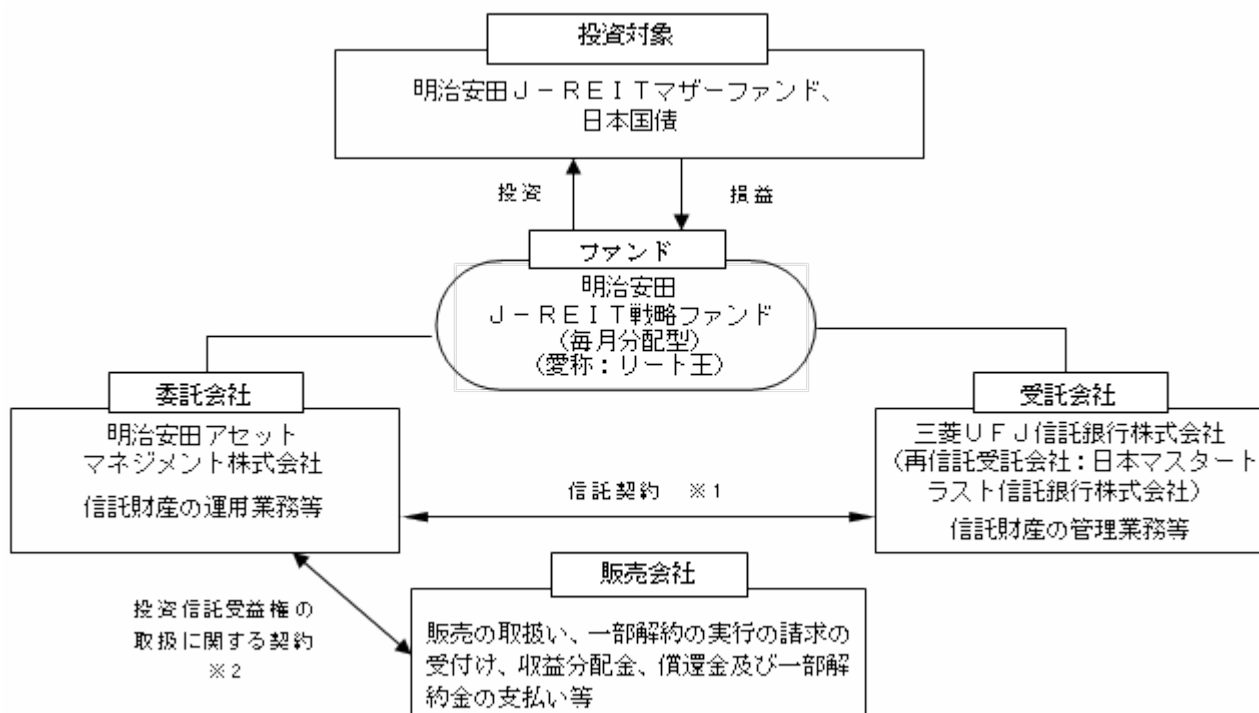 投資対象
明治安田Ｊ－ＲＥＩＴマザーファンド、
日本国債
投資
損益
ファンド
明治安田
Ｊ－ＲＥＩＴ戦略ファンド
(毎月分配型)
(愛称：リート王)
委託会社
明治安田アセット
マネジメント株式会社
信託財産の運用業務等
受託会社
三菱ＵＦＪ信託銀行株式会社
(再信託受託会社：日本マスタート
ラスト信託銀行株式会社)
信託財産の管理業務等
信託契約　※1
販売会社
販売の取扱い、一部解約の実行の請求の
受付け、収益分配金、償還金及び一部解
約金の支払い等
投資信託受益権の
取扱に関する契約
※2